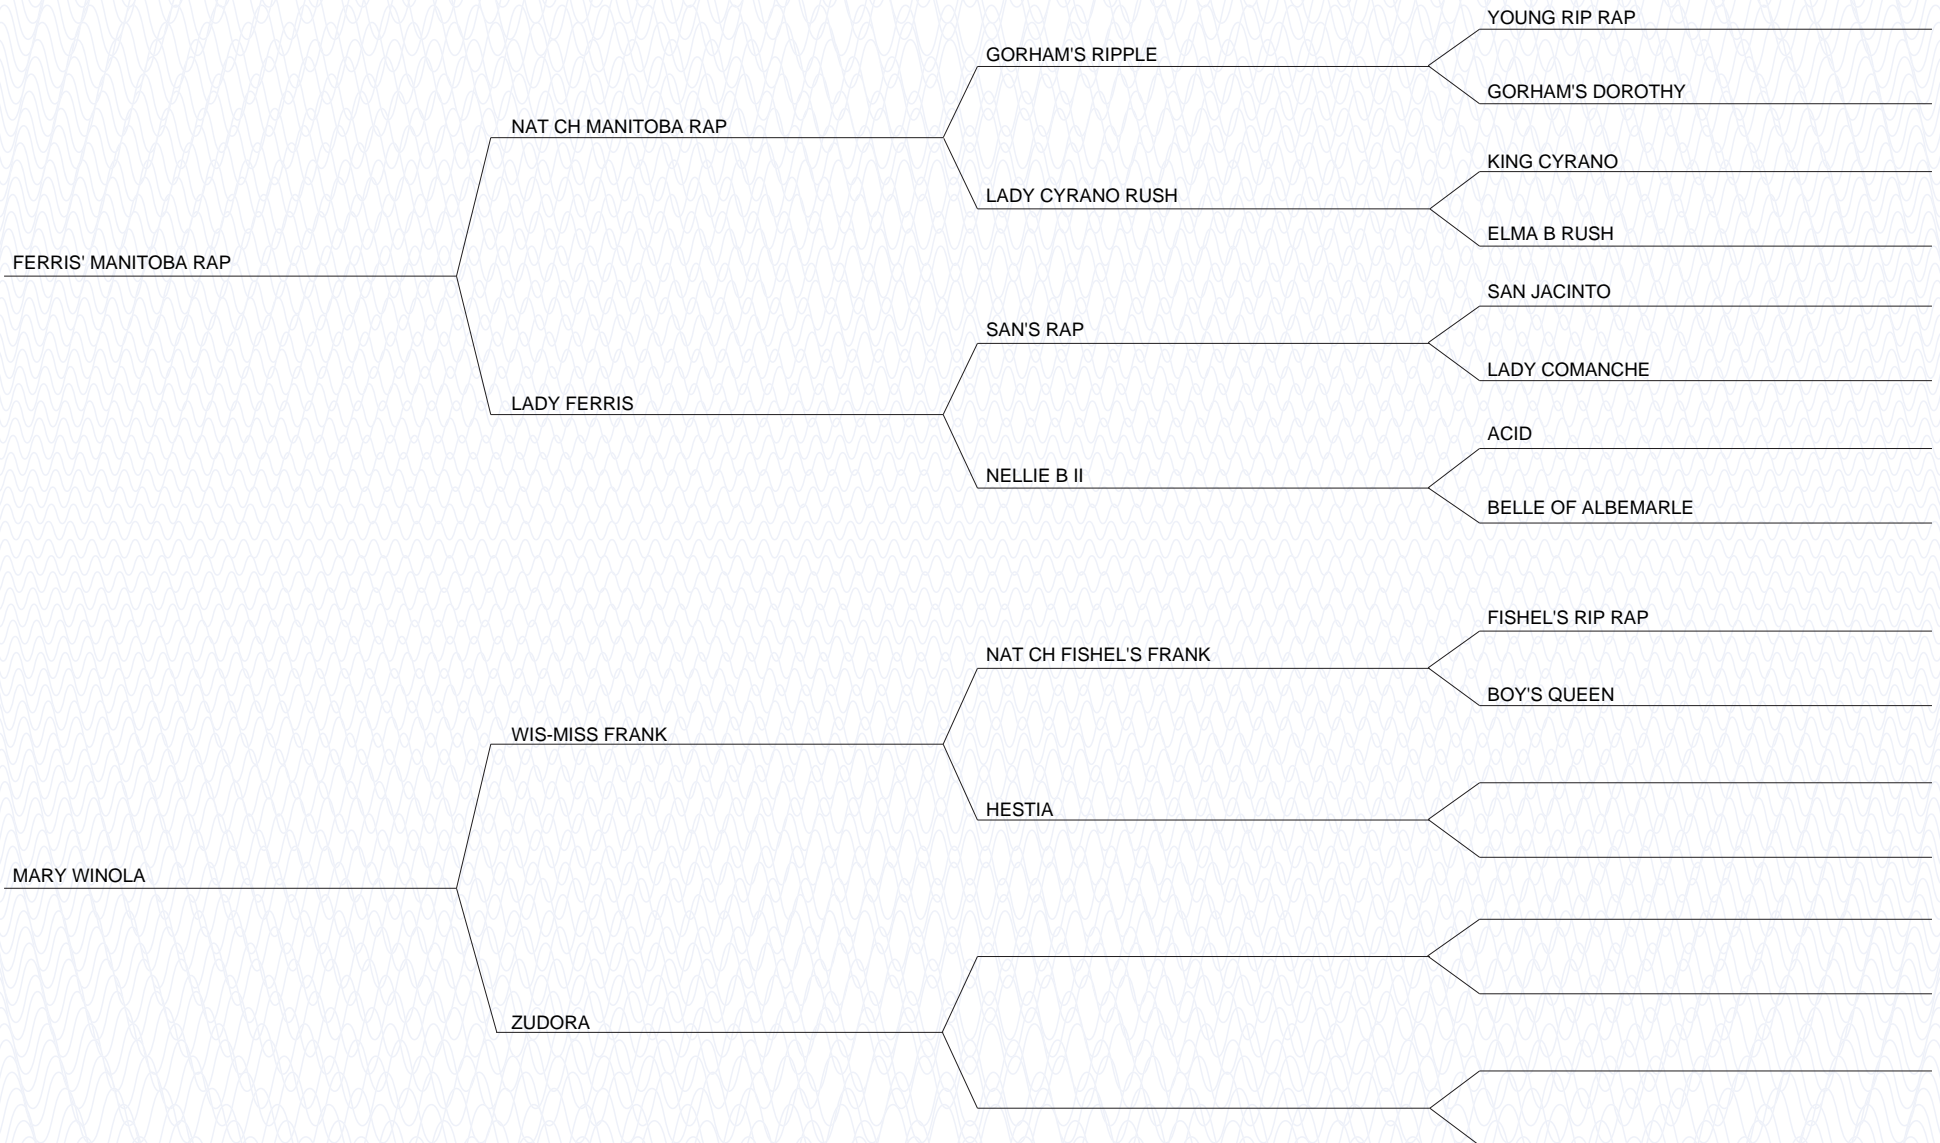 YOUNG RIP RAP
GORHAM'S RIPPLE
GORHAM'S DOROTHY
NAT CH MANITOBA RAP
KING CYRANO
LADY CYRANO RUSH
ELMA B RUSH
FERRIS' MANITOBA RAP
SAN JACINTO
SAN'S RAP
LADY COMANCHE
LADY FERRIS
ACID
NELLIE B II
BELLE OF ALBEMARLE
FISHEL'S RIP RAP
NAT CH FISHEL'S FRANK
BOY'S QUEEN
WIS-MISS FRANK
HESTIA
MARY WINOLA
ZUDORA